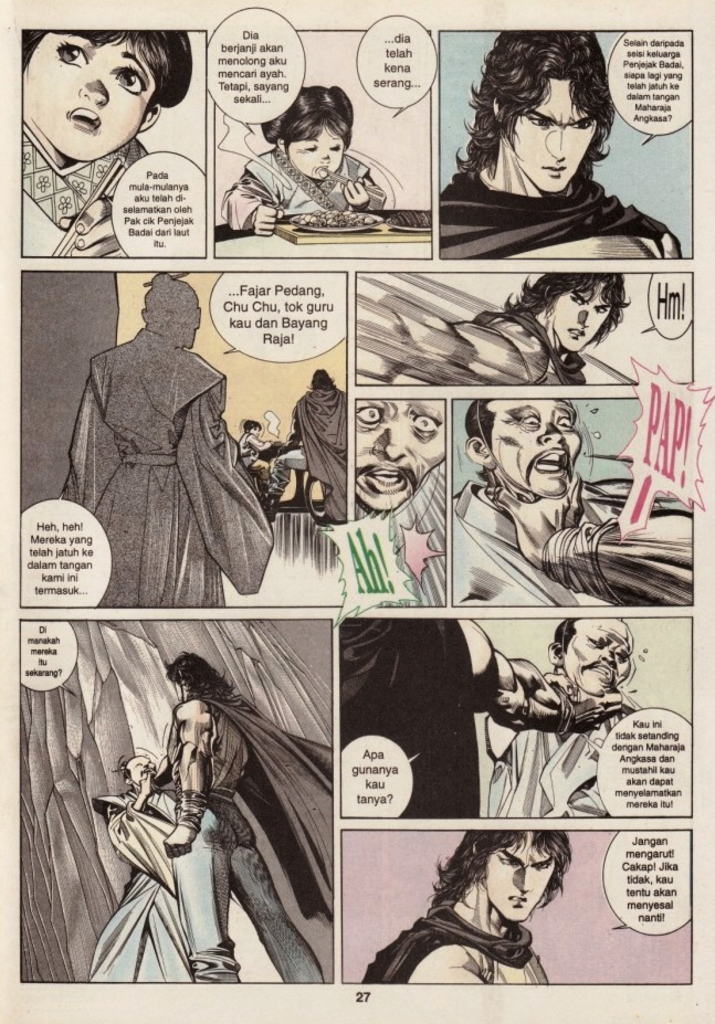 Pada
mula-mulanya
aku telah di-
selamatkan oleh
Pak cik Penjejak
Badai dari laut
itu.
Dia
berjanji akan
menolong aku
mencari ayah.
Tetapi, sayang
sekali...
...dia
telah
kena
serang...
Selain daripada
seisi keluarga
Penjejak Badai,
siapa lagi yang
telah jatuh ke
dalam tangan
Maharaja
Angkasa?
...Fajar Pedang,
Chu Chu, tok guru
kau dan Bayang
Raja!
Heh, heh!
Mereka yang
telah jatuh ke
dalam tangan
kami ini
termasuk...
Hm!
Ah!
PAP!
Di
manakah
mereka
itu
sekarang?
Apa
gunanya
kau
tanya?
Kau ini
tidak setanding
dengan Maharaja
Angkasa dan
mustahil kau
akan dapat
menyelamatkan
mereka itu!
Jangan
mengarut!
Cakap! Jika
tidak, kau
tentu akan
menyesal
nanti!
27